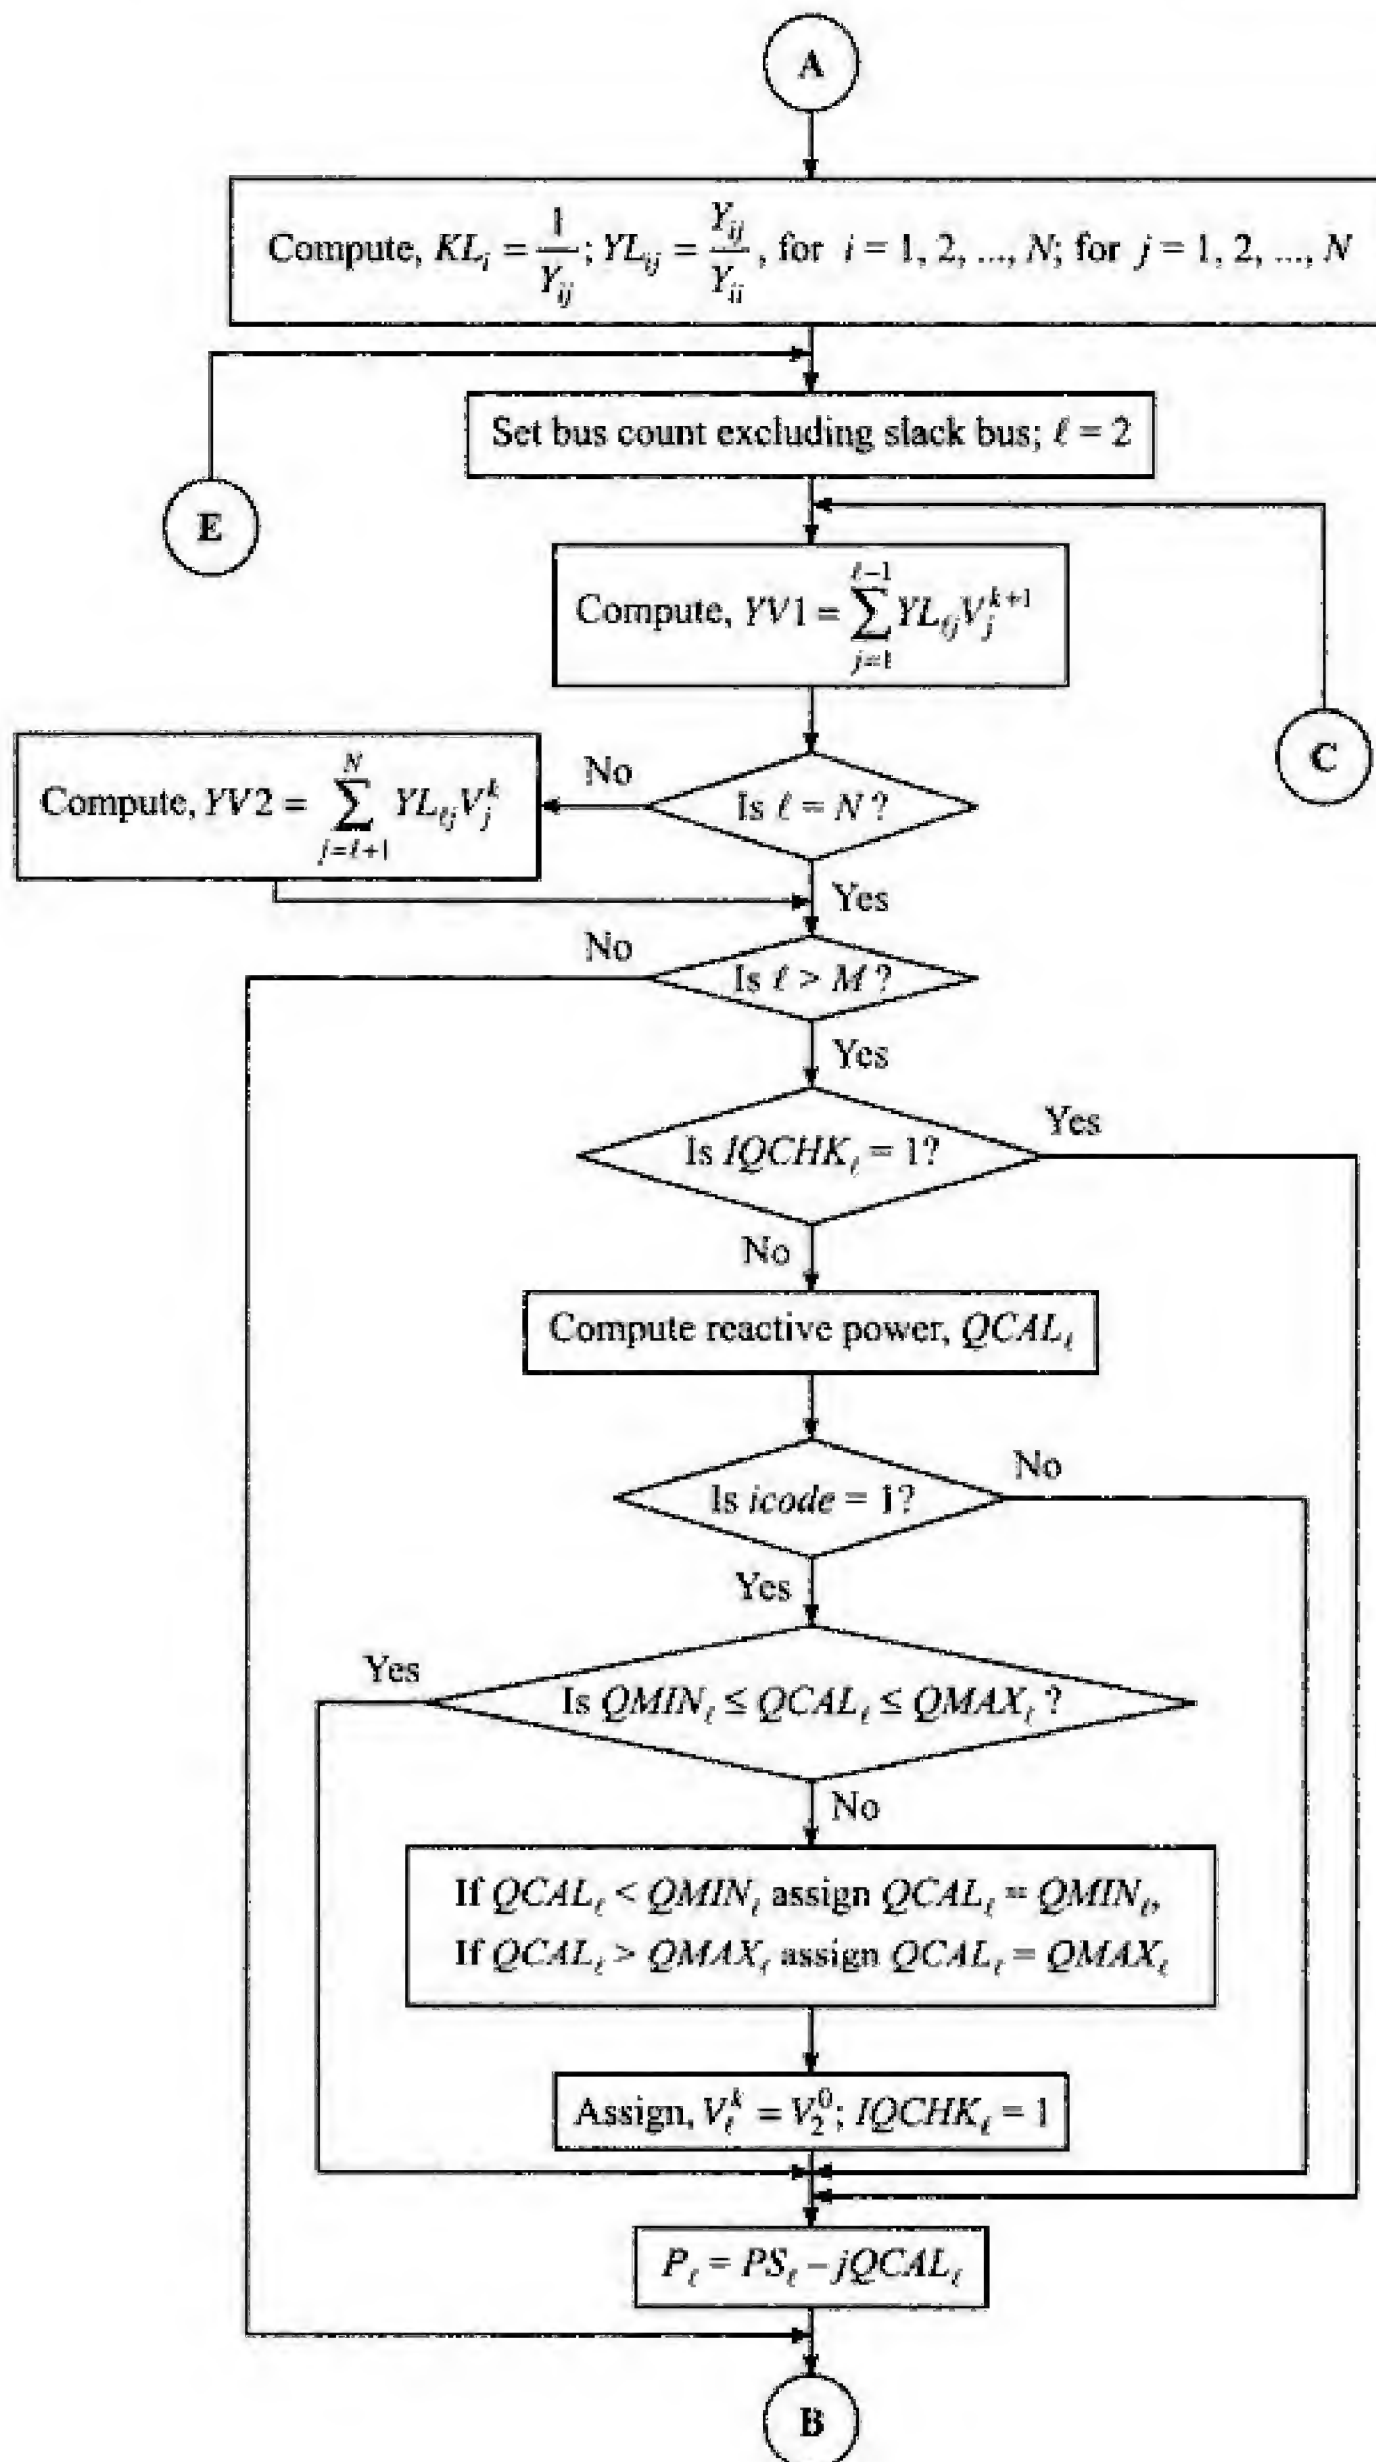 A
Compute, KL_i = 1/Y_ij; YL_ij = Y_ij/Y_ii, for i = 1, 2, ..., N; for j = 1, 2, ..., N
Set bus count excluding slack bus; ℓ = 2
E
Compute, YV1 = ∑_{j=1}^{ℓ−1} YL_ℓj V_j^{k+1}
C
No
Compute, YV2 = ∑_{j=ℓ+1}^{N} YL_ℓj V_j^k
Is ℓ = N ?
Yes
No
Is ℓ > M ?
Yes
Yes
Is IQCHK_ℓ = 1?
No
Compute reactive power, QCAL_ℓ
No
Is icode = 1?
Yes
Yes
Is QMIN_ℓ ≤ QCAL_ℓ ≤ QMAX_ℓ ?
No
If QCAL_ℓ < QMIN_ℓ assign QCAL_ℓ = QMIN_ℓ,
If QCAL_ℓ > QMAX_ℓ assign QCAL_ℓ = QMAX_ℓ
Assign, V_ℓ^k = V_2^0; IQCHK_ℓ = 1
P_ℓ = PS_ℓ − jQCAL_ℓ
B